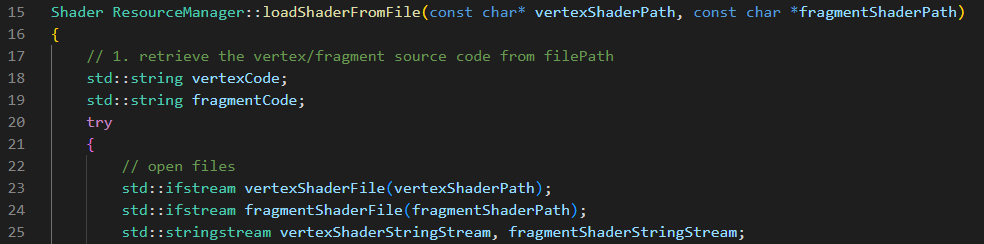 15 Shader ResourceManager::loadShaderFromFile(const char* vertexShaderPath, const char *fragmentShaderPath)
16 {
17     // 1. retrieve the vertex/fragment source code from filePath
18     std::string vertexCode;
19     std::string fragmentCode;
20     try
21     {
22         // open files
23         std::ifstream vertexShaderFile(vertexShaderPath);
24         std::ifstream fragmentShaderFile(fragmentShaderPath);
25         std::stringstream vertexShaderStringStream, fragmentShaderStringStream;